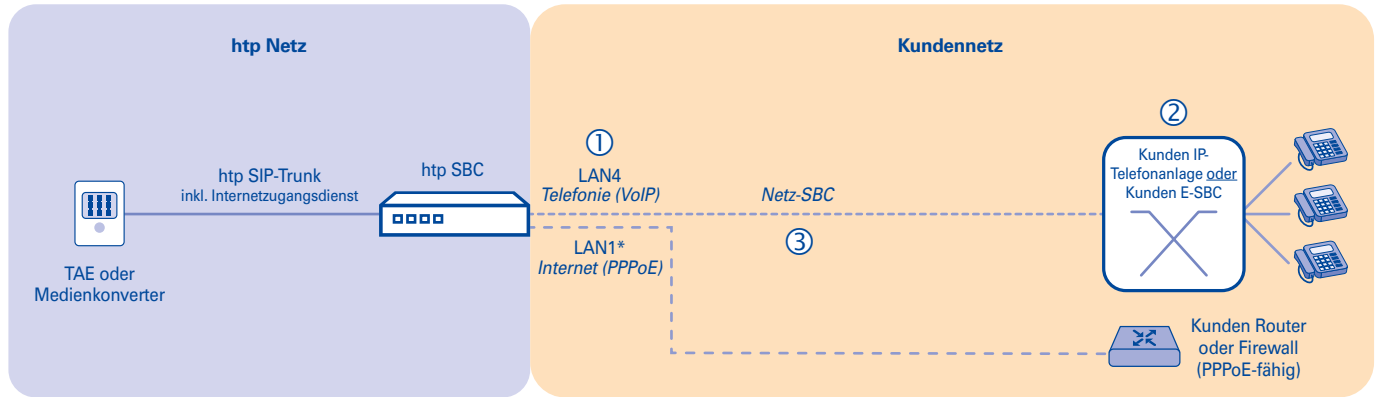 htp Netz
Kundennetz
①
②
htp SIP-Trunk
inkl. Internetzugangsdienst
htp SBC
LAN4
Telefonie (VoIP)
Netz-SBC
③
LAN1*
Internet (PPPoE)
TAE oder
Medienkonverter
Kunden IP-
Telefonanlage oder
Kunden E-SBC
Kunden Router
oder Firewall
(PPPoE-fähig)